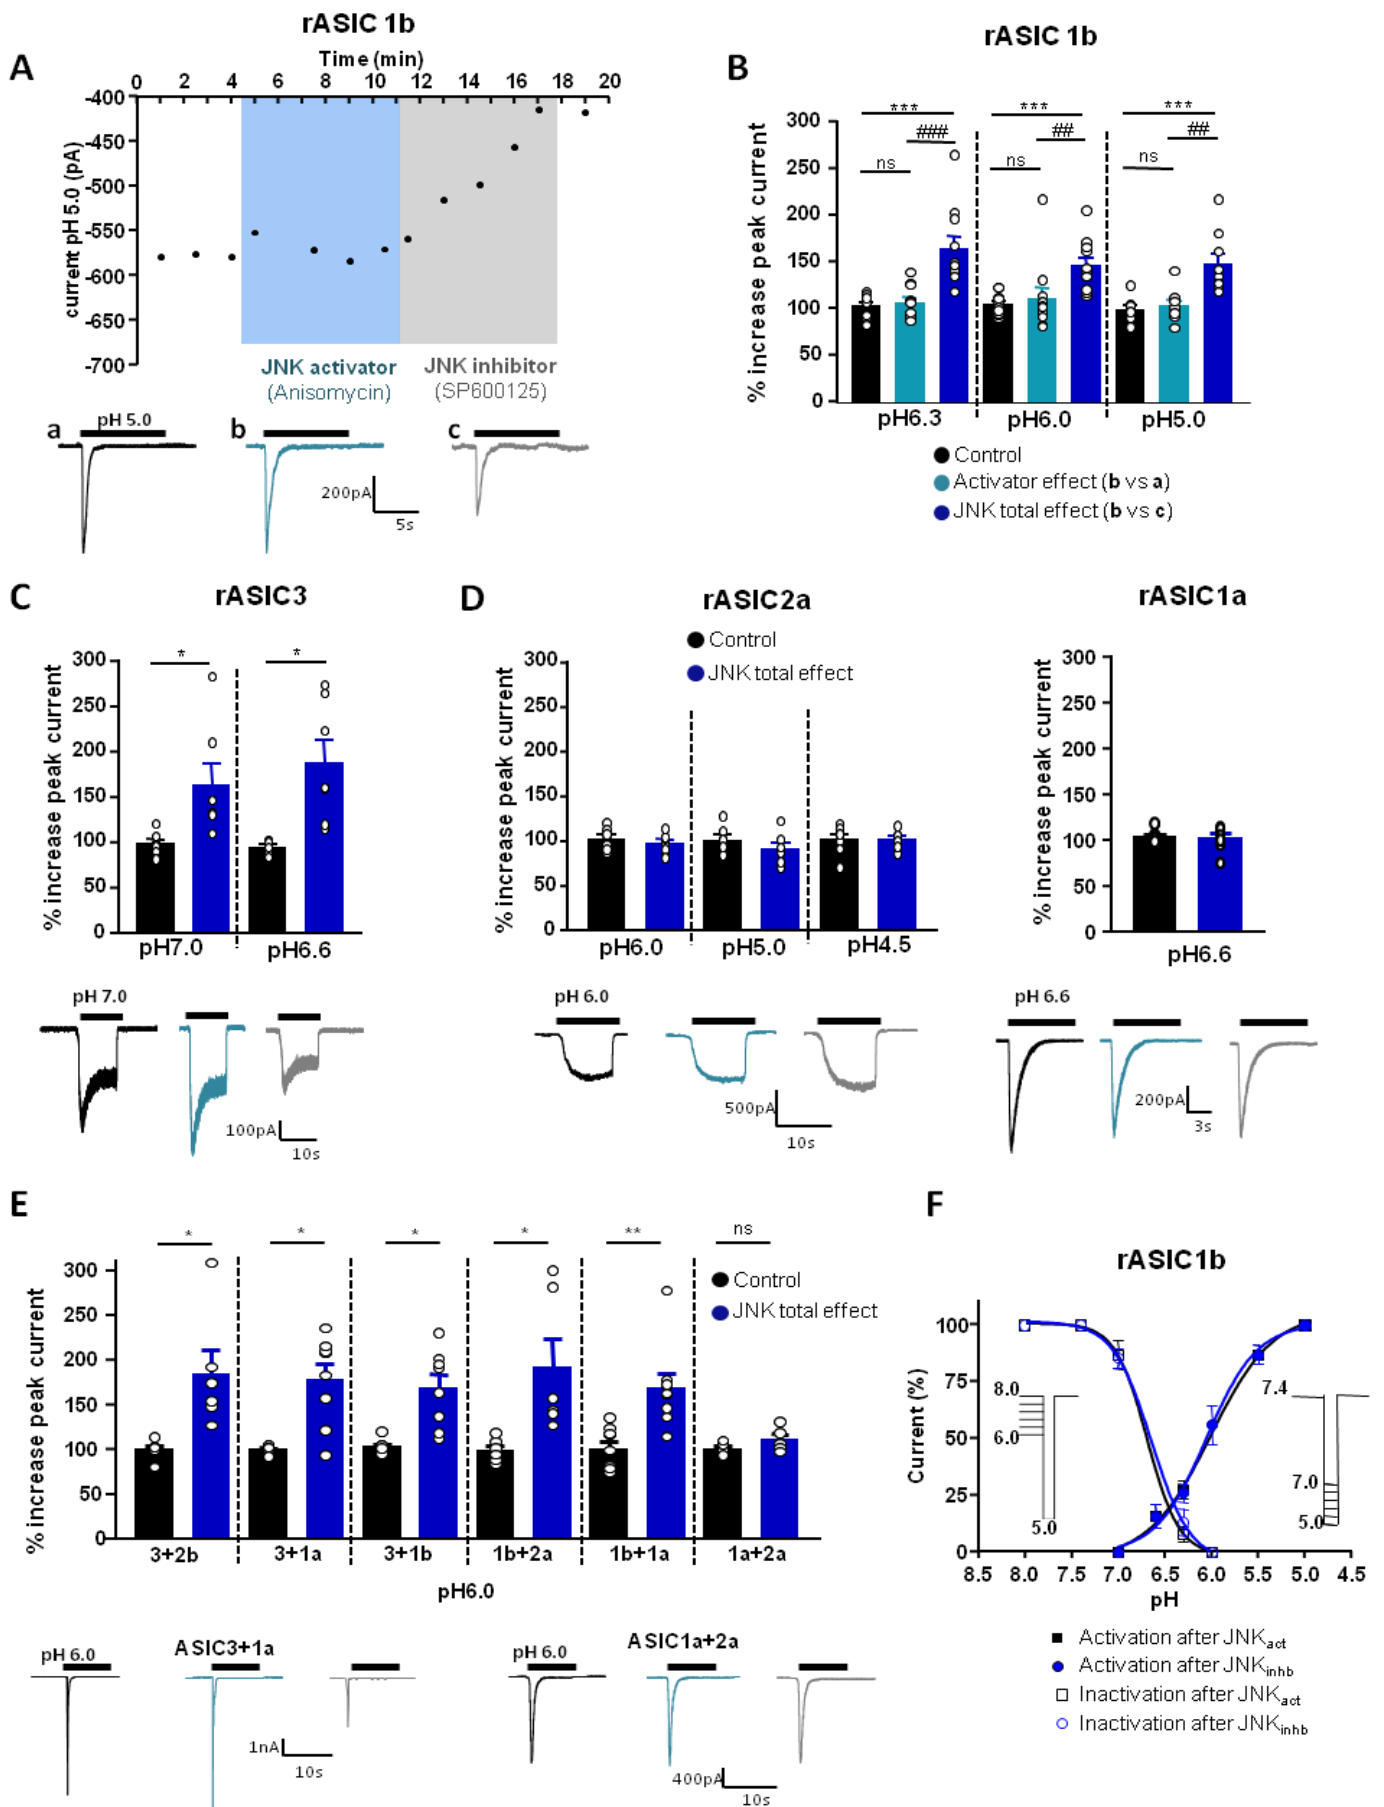 rASIC 1b
A
Time (min)
0 2 4 6 8 10 12 14 16 18 20
-400
-450
-500
-550
-600
-650
-700
current pH 5.0 (pA)
JNK activator
(Anisomycin)
JNK inhibitor
(SP600125)
a
pH 5.0
b
c
200pA
5s
B
rASIC 1b
% increase peak current
300
250
200
150
100
50
0
***
###
ns
***
##
ns
***
##
ns
pH6.3
pH6.0
pH5.0
Control
Activator effect (b vs a)
JNK total effect (b vs c)
C
rASIC3
% increase peak current
300
250
200
150
100
50
0
*
*
pH7.0
pH6.6
pH 7.0
100pA
10s
D
rASIC2a
Control
JNK total effect
% increase peak current
300
250
200
150
100
50
0
pH6.0
pH5.0
pH4.5
pH 6.0
500pA
10s
rASIC1a
% increase peak current
300
250
200
150
100
50
0
pH6.6
pH 6.6
200pA
3s
E
% increase peak current
300
250
200
150
100
50
0
*
*
*
*
**
ns
Control
JNK total effect
3+2b
3+1a
3+1b
1b+2a
1b+1a
1a+2a
pH6.0
pH 6.0
ASIC3+1a
1nA
10s
pH 6.0
ASIC1a+2a
400pA
10s
F
rASIC1b
Current (%)
100
75
50
25
0
8.0
6.0
5.0
7.4
7.0
5.0
8.5 8.0 7.5 7.0 6.5 6.0 5.5 5.0 4.5
pH
Activation after JNKact
Activation after JNKinhb
Inactivation after JNKact
Inactivation after JNKinhb